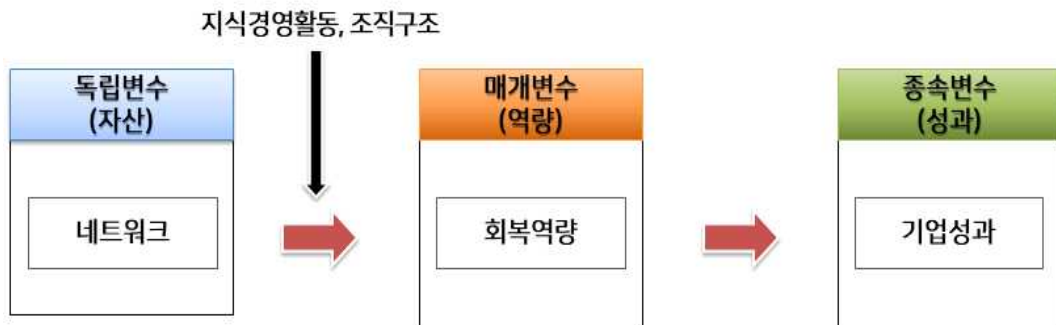 지식경영활동, 조직구조
독립변수
(자산)
매개변수
(역량)
종속변수
(성과)
네트워크
회복역량
기업성과